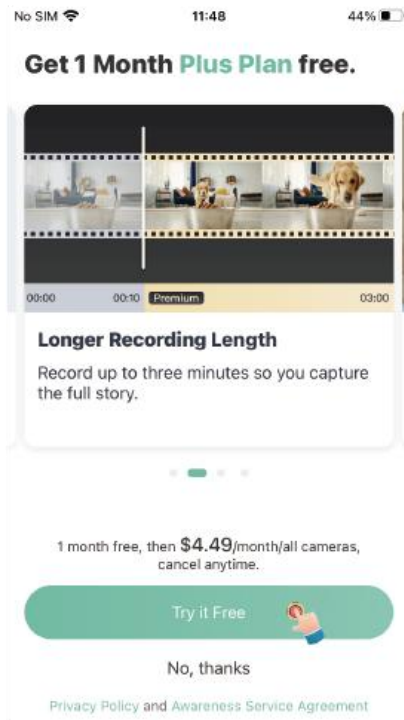 No SIM 11:48 44%
Get 1 Month Plus Plan free.
00:00 00:10 Premium 03:00
Longer Recording Length
Record up to three minutes so you capture
the full story.
1 month free, then $4.49/month/all cameras,
cancel anytime.
Try it Free
No, thanks
Privacy Policy and Awareness Service Agreement